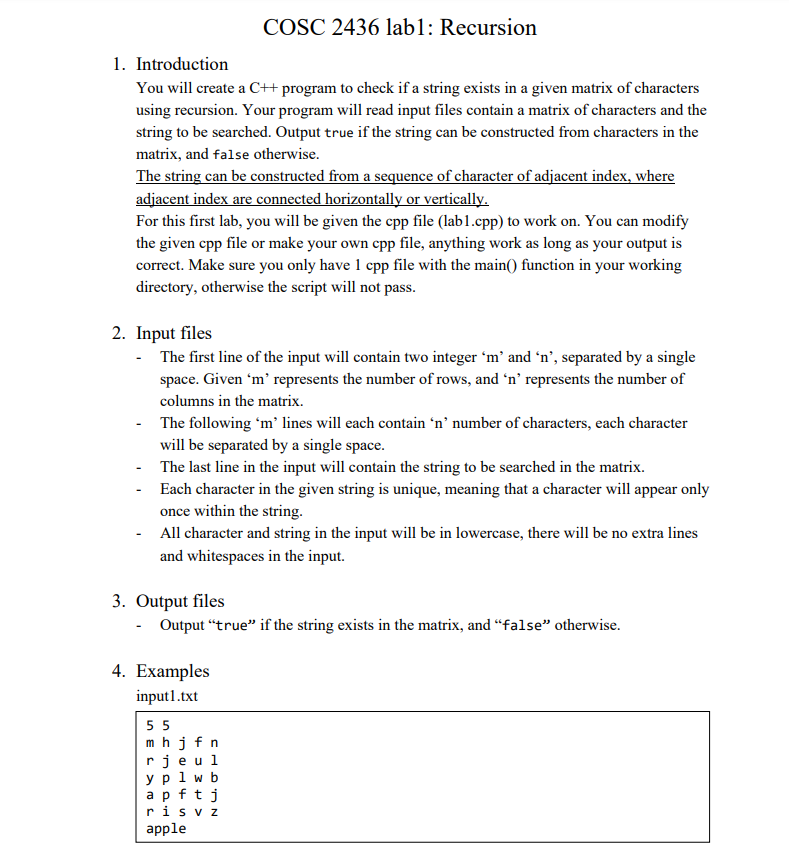 COSC 2436 lab1: Recursion
1. Introduction
You will create a C++ program to check if a string exists in a given matrix of characters
using recursion. Your program will read input files contain a matrix of characters and the
string to be searched. Output true if the string can be constructed from characters in the
matrix, and false otherwise.
The string can be constructed from a sequence of character of adjacent index, where
adjacent index are connected horizontally or vertically.
For this first lab, you will be given the cpp file (lab1.cpp) to work on. You can modify
the given cpp file or make your own cpp file, anything work as long as your output is
correct. Make sure you only have 1 cpp file with the main() function in your working
directory, otherwise the script will not pass.
2. Input files
- The first line of the input will contain two integer ‘m’ and ‘n’, separated by a single
space. Given ‘m’ represents the number of rows, and ‘n’ represents the number of
columns in the matrix.
- The following ‘m’ lines will each contain ‘n’ number of characters, each character
will be separated by a single space.
- The last line in the input will contain the string to be searched in the matrix.
- Each character in the given string is unique, meaning that a character will appear only
once within the string.
- All character and string in the input will be in lowercase, there will be no extra lines
and whitespaces in the input.
3. Output files
- Output “true” if the string exists in the matrix, and “false” otherwise.
4. Examples
input1.txt
5 5
m h j f n
r j e u l
y p l w b
a p f t j
r i s v z
apple